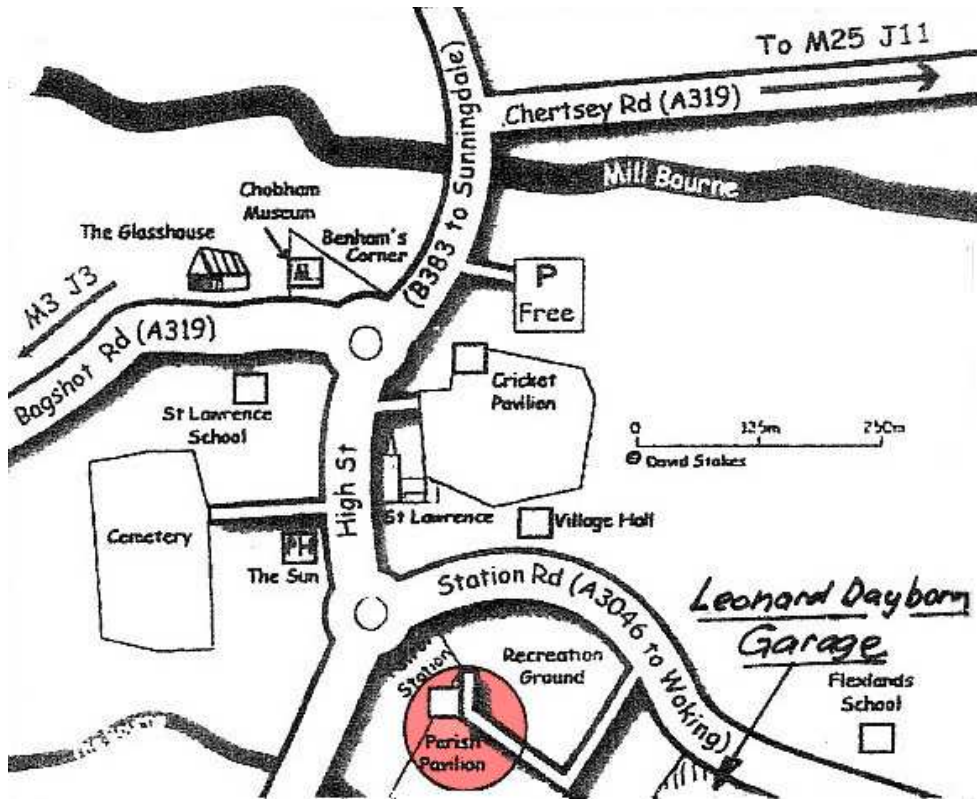 To M25 J11
Chertsey Rd (A319)
(B383 to Sunningdale)
Mill Bourne
Chobham
Museum
The Glasshouse
Benham's
Corner
M3 J3
P
Free
Bagshot Rd (A319)
Cricket
Pavilion
St Lawrence
School
0 125m 250m
© David Stokes
High St
St Lawrence
Village Hall
Cemetery
PH
The Sun
Station Rd (A3046 to Woking)
Leonard Dayborn
Garage
Recreation
Ground
Station
Flexlands
School
Parish
Pavilion